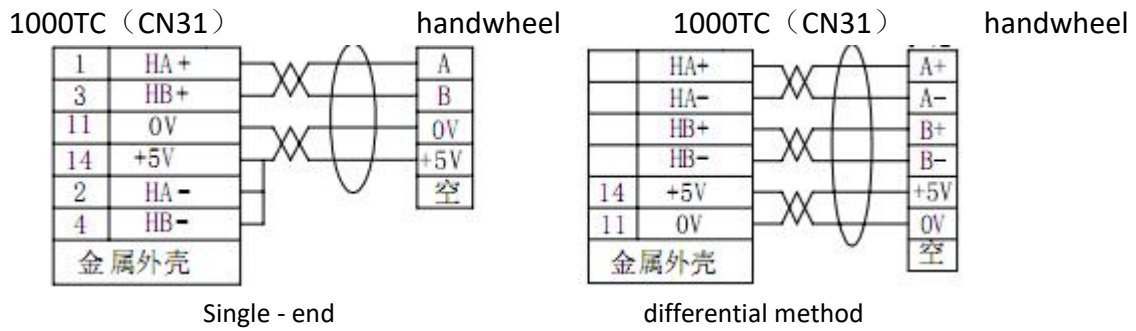 1000TC（CN31） handwheel 1000TC（CN31） handwheel
1 HA+ A
3 HB+ B
11 0V 0V
14 +5V +5V
2 HA- 空
4 HB-
金属外壳
HA+ A+
HA- A-
HB+ B+
HB- B-
14 +5V +5V
11 0V 0V
金属外壳 空
Single - end differential method